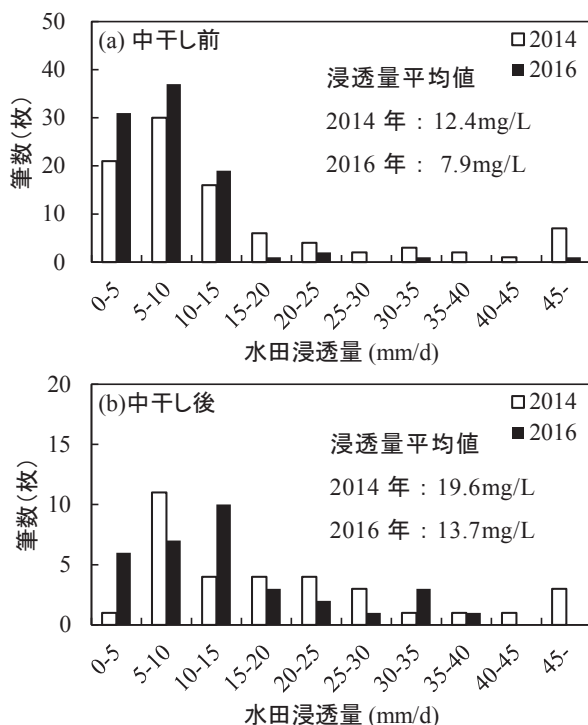 (a) 中干し前
2014
2016
浸透量平均値
2014 年 : 12.4mg/L
2016 年 : 7.9mg/L
筆数(枚)
50
40
30
20
10
0
0-5
5-10
10-15
15-20
20-25
25-30
30-35
35-40
40-45
45-
水田浸透量 (mm/d)
(b)中干し後
2014
2016
浸透量平均値
2014 年 : 19.6mg/L
2016 年 : 13.7mg/L
筆数(枚)
20
15
10
5
0
0-5
5-10
10-15
15-20
20-25
25-30
30-35
35-40
40-45
45-
水田浸透量 (mm/d)